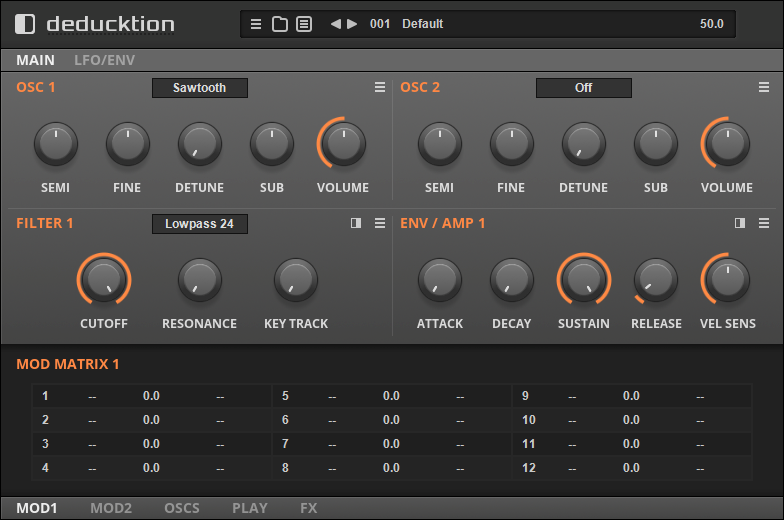 deducktion
001 Default 50.0
MAIN LFO/ENV
OSC 1 Sawtooth
SEMI FINE DETUNE SUB VOLUME
OSC 2 Off
SEMI FINE DETUNE SUB VOLUME
FILTER 1 Lowpass 24
CUTOFF RESONANCE KEY TRACK
ENV / AMP 1
ATTACK DECAY SUSTAIN RELEASE VEL SENS
MOD MATRIX 1
1 -- 0.0 -- 5 -- 0.0 -- 9 -- 0.0 --
2 -- 0.0 -- 6 -- 0.0 -- 10 -- 0.0 --
3 -- 0.0 -- 7 -- 0.0 -- 11 -- 0.0 --
4 -- 0.0 -- 8 -- 0.0 -- 12 -- 0.0 --
MOD1 MOD2 OSCS PLAY FX